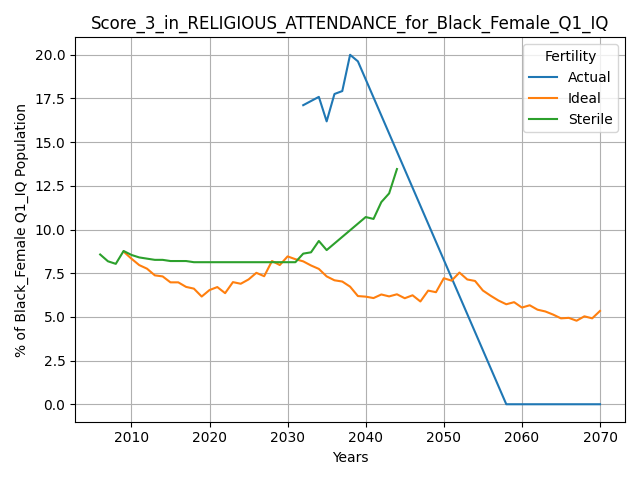 Score_3_in_RELIGIOUS_ATTENDANCE_for_Black_Female_Q1_IQ
Fertility
Actual
Ideal
Sterile
% of Black_Female Q1_IQ Population
20.0
17.5
15.0
12.5
10.0
7.5
5.0
2.5
0.0
2010 2020 2030 2040 2050 2060 2070
Years